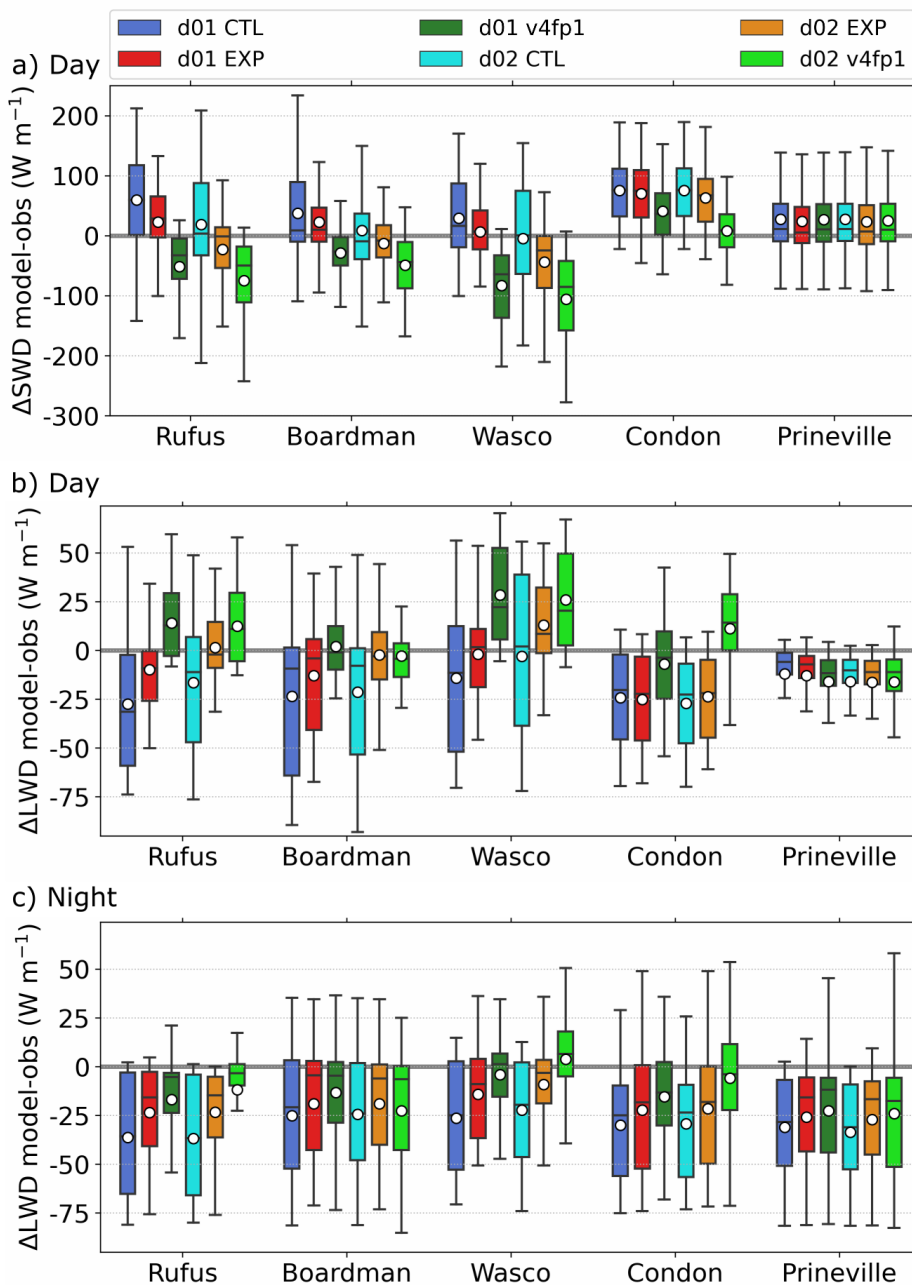 d01 CTL d01 v4fp1 d02 EXP
d01 EXP d02 CTL d02 v4fp1
a) Day
ΔSWD model-obs (W m⁻¹)
200
100
0
-100
-200
-300
Rufus Boardman Wasco Condon Prineville
b) Day
ΔLWD model-obs (W m⁻¹)
50
25
0
-25
-50
-75
Rufus Boardman Wasco Condon Prineville
c) Night
ΔLWD model-obs (W m⁻¹)
50
25
0
-25
-50
-75
Rufus Boardman Wasco Condon Prineville